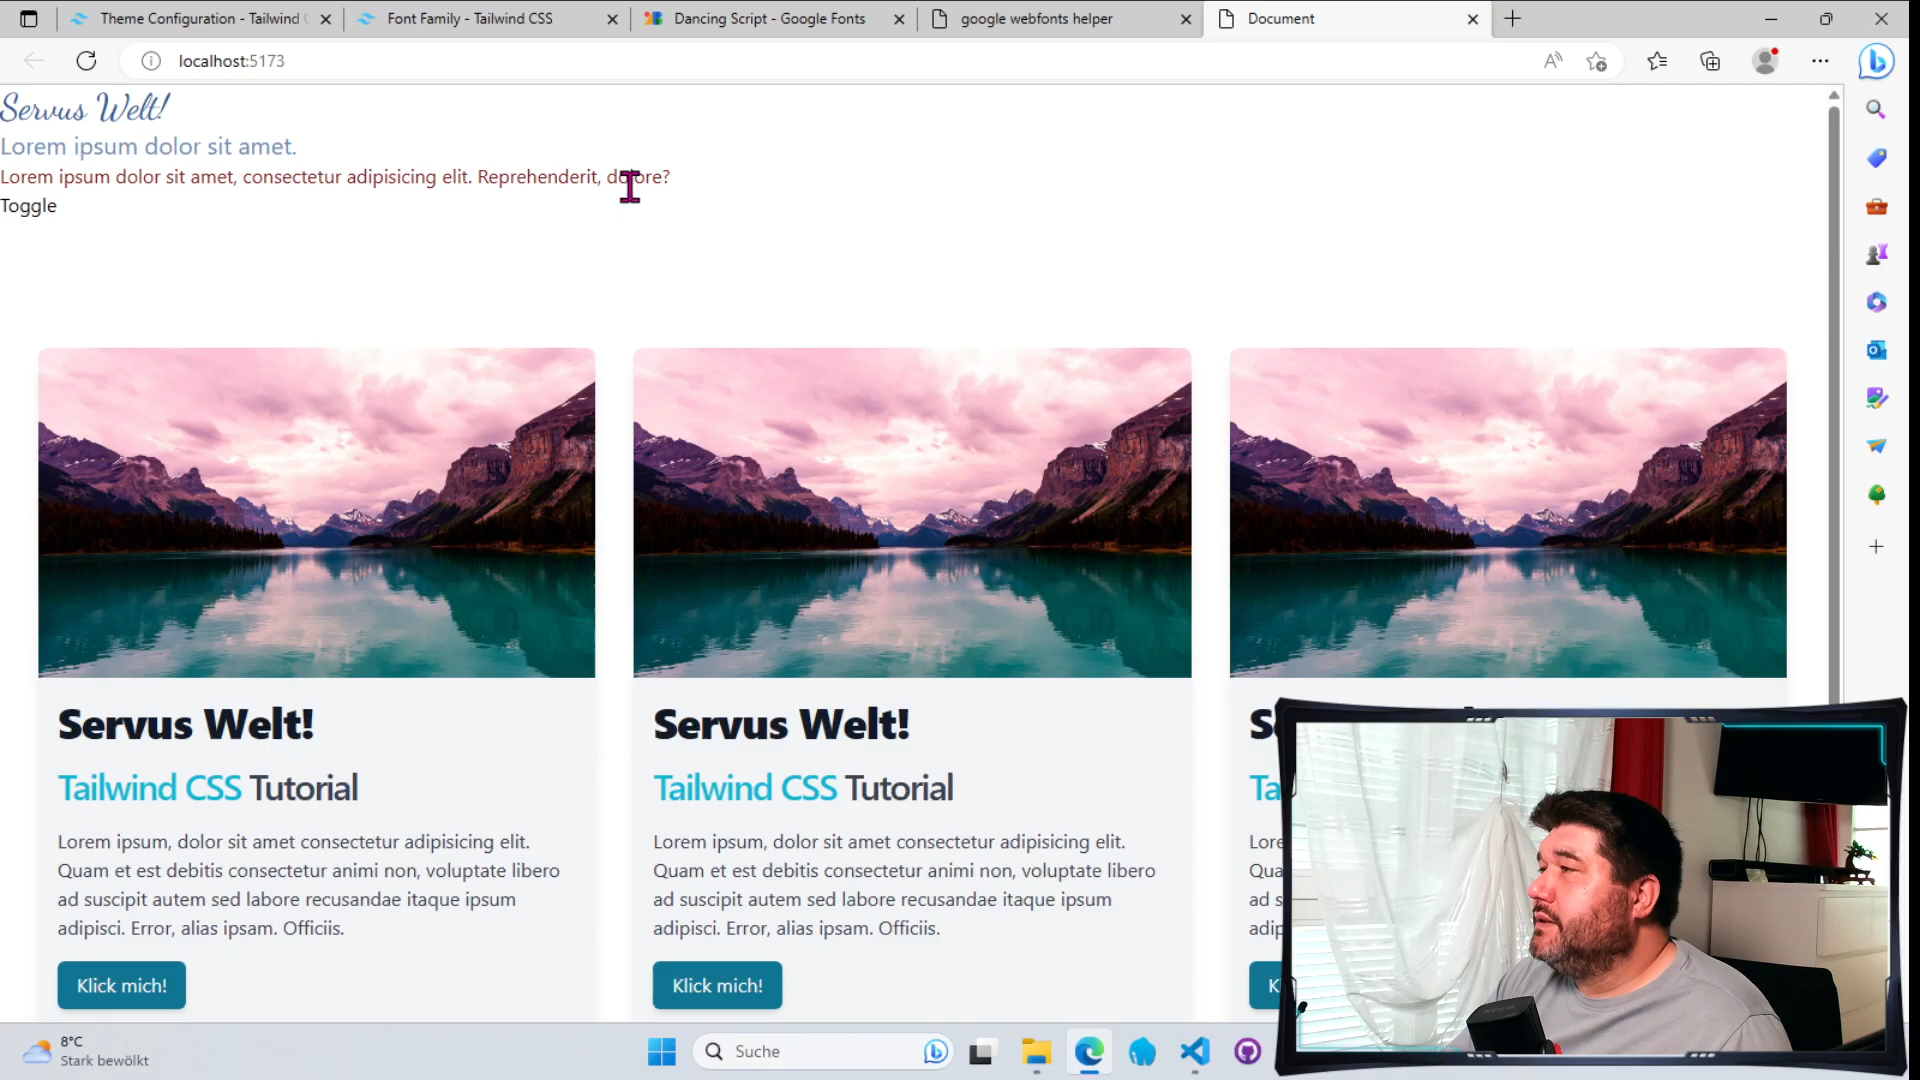 Theme Configuration - Tailwind
Font Family - Tailwind CSS
Dancing Script - Google Fonts
google webfonts helper
Document
localhost:5173
Servus Welt!
Lorem ipsum dolor sit amet.
Lorem ipsum dolor sit amet, consectetur adipisicing elit. Reprehenderit, dolore?
Toggle
Servus Welt!
Tailwind CSS Tutorial
Lorem ipsum, dolor sit amet consectetur adipisicing elit.
Quam et est debitis consectetur animi non, voluptate libero
ad suscipit autem sed labore recusandae itaque ipsum
adipisci. Error, alias ipsam. Officiis.
Klick mich!
Servus Welt!
Tailwind CSS Tutorial
Lorem ipsum, dolor sit amet consectetur adipisicing elit.
Quam et est debitis consectetur animi non, voluptate libero
ad suscipit autem sed labore recusandae itaque ipsum
adipisci. Error, alias ipsam. Officiis.
Klick mich!
8°C
Stark bewölkt
Suche